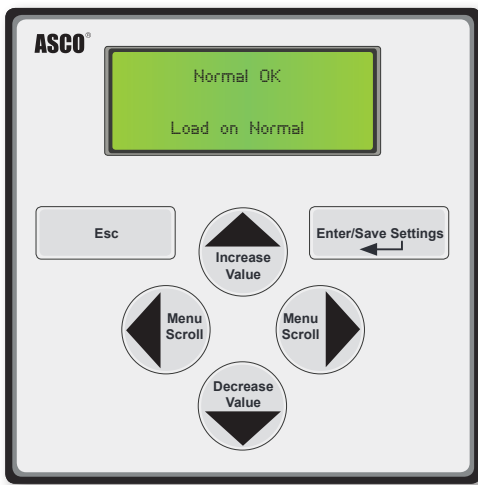 ASCO®
Normal OK
Load on Normal
Esc
Increase
Value
Enter/Save Settings
Menu
Scroll
Menu
Scroll
Decrease
Value